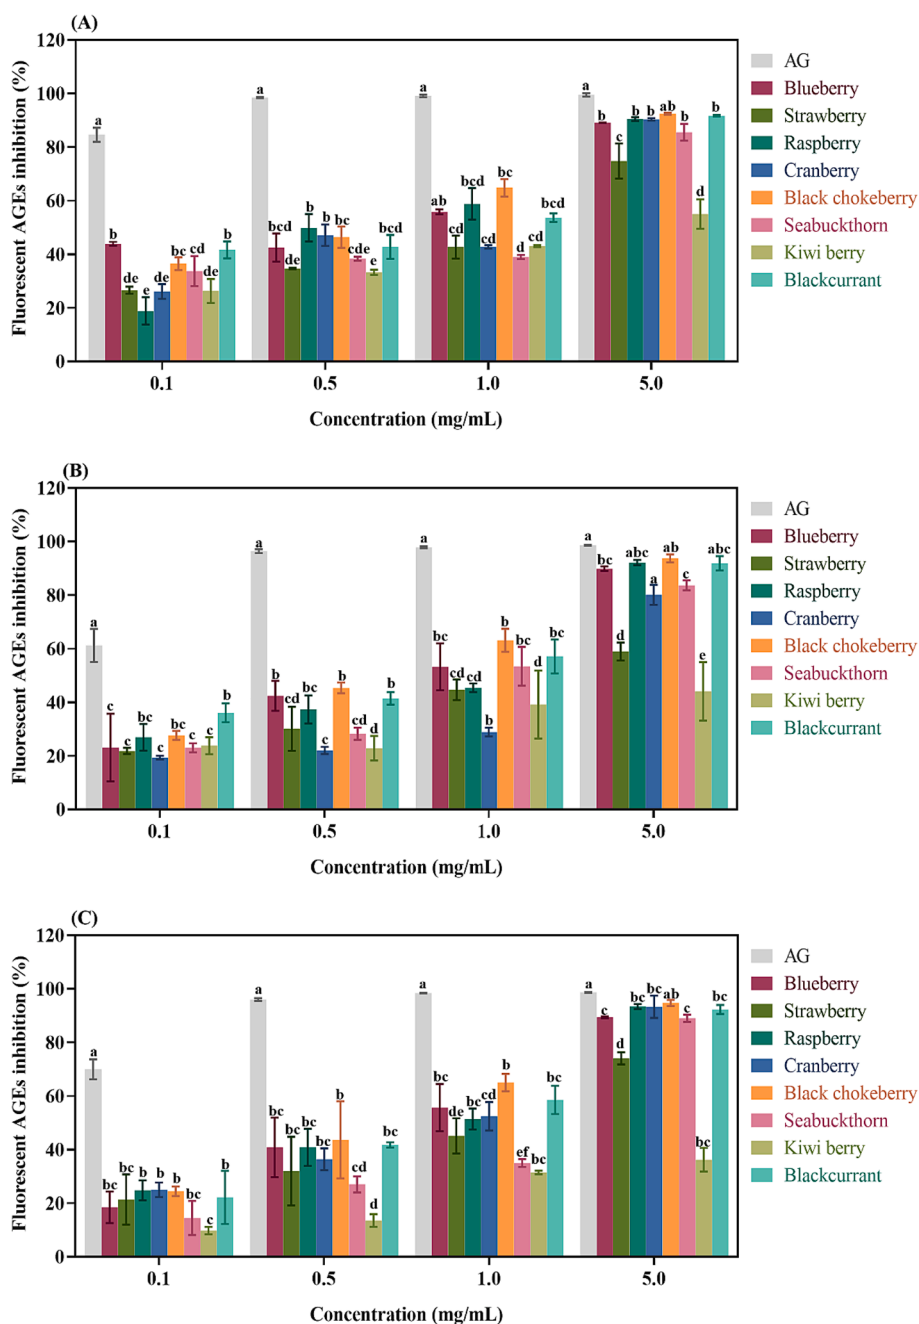 (A)
Fluorescent AGEs inhibition (%)
120
100
80
60
40
20
0
a
b
de
e
de
bc
cd
de
b
a
bcd
de
b
bc
bc
cde
e
bcd
a
ab
cd
bcd
cd
b
d
cd
bcd
a
b
c
b
b
ab
b
d
b
0.1
0.5
1.0
5.0
Concentration (mg/mL)
AG
Blueberry
Strawberry
Raspberry
Cranberry
Black chokeberry
Seabuckthorn
Kiwi berry
Blackcurrant
(B)
Fluorescent AGEs inhibition (%)
120
100
80
60
40
20
0
a
c
c
bc
c
bc
c
c
b
a
b
cd
bc
c
b
cd
d
b
a
bc
cd
cd
b
b
bc
d
bc
a
bc
d
abc
a
ab
c
e
abc
0.1
0.5
1.0
5.0
Concentration (mg/mL)
AG
Blueberry
Strawberry
Raspberry
Cranberry
Black chokeberry
Seabuckthorn
Kiwi berry
Blackcurrant
(C)
Fluorescent AGEs inhibition (%)
120
100
80
60
40
20
0
a
bc
bc
b
b
b
bc
c
b
a
bc
bc
bc
bc
b
cd
d
bc
a
bc
de
cd
cd
b
ef
bc
bc
a
c
d
bc
bc
ab
c
bc
bc
0.1
0.5
1.0
5.0
Concentration (mg/mL)
AG
Blueberry
Strawberry
Raspberry
Cranberry
Black chokeberry
Seabuckthorn
Kiwi berry
Blackcurrant